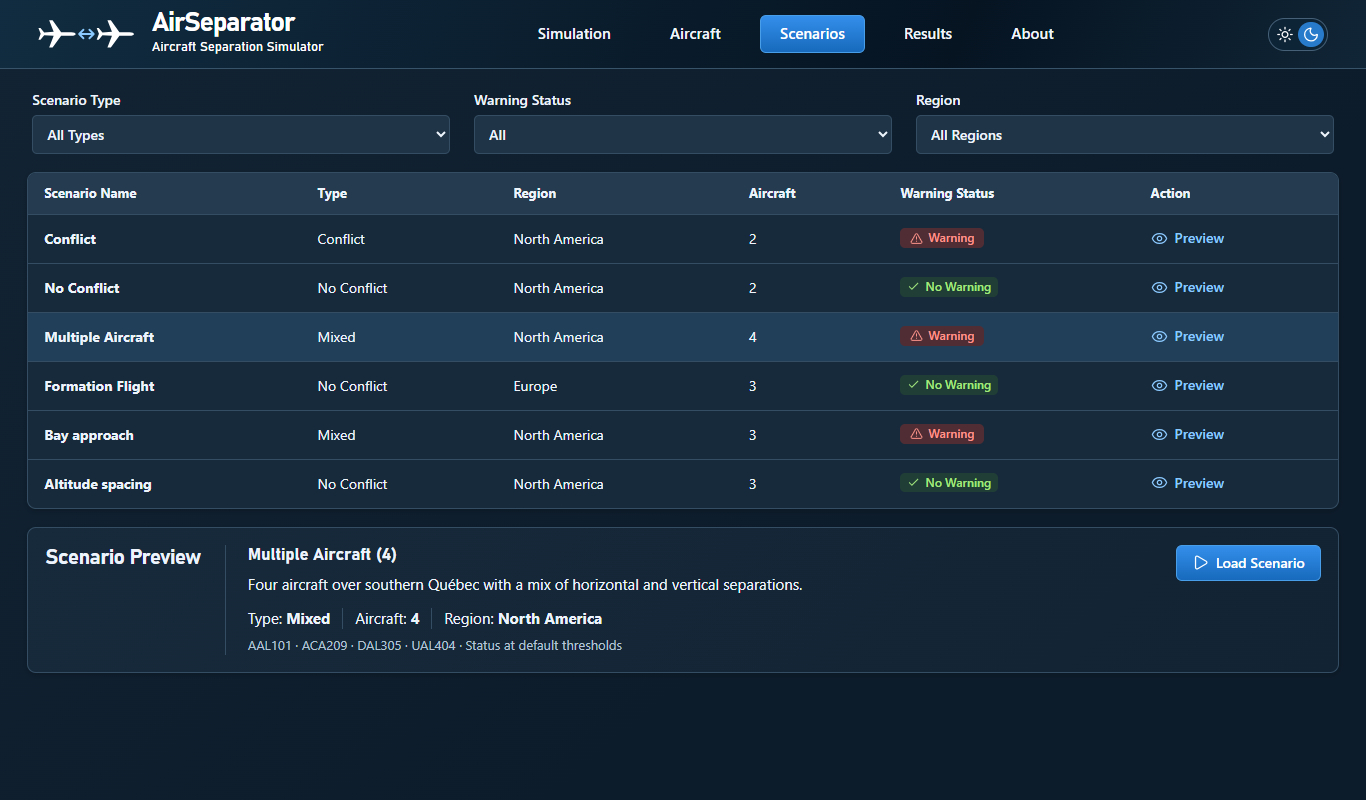 AirSeparator
Aircraft Separation Simulator
Simulation Aircraft Scenarios Results About
Scenario Type Warning Status Region
All Types All All Regions
Scenario Name Type Region Aircraft Warning Status Action
Conflict Conflict North America 2 Warning Preview
No Conflict No Conflict North America 2 No Warning Preview
Multiple Aircraft Mixed North America 4 Warning Preview
Formation Flight No Conflict Europe 3 No Warning Preview
Bay approach Mixed North America 3 Warning Preview
Altitude spacing No Conflict North America 3 No Warning Preview
Scenario Preview
Multiple Aircraft (4)
Load Scenario
Four aircraft over southern Québec with a mix of horizontal and vertical separations.
Type: Mixed Aircraft: 4 Region: North America
AAL101 · ACA209 · DAL305 · UAL404 · Status at default thresholds